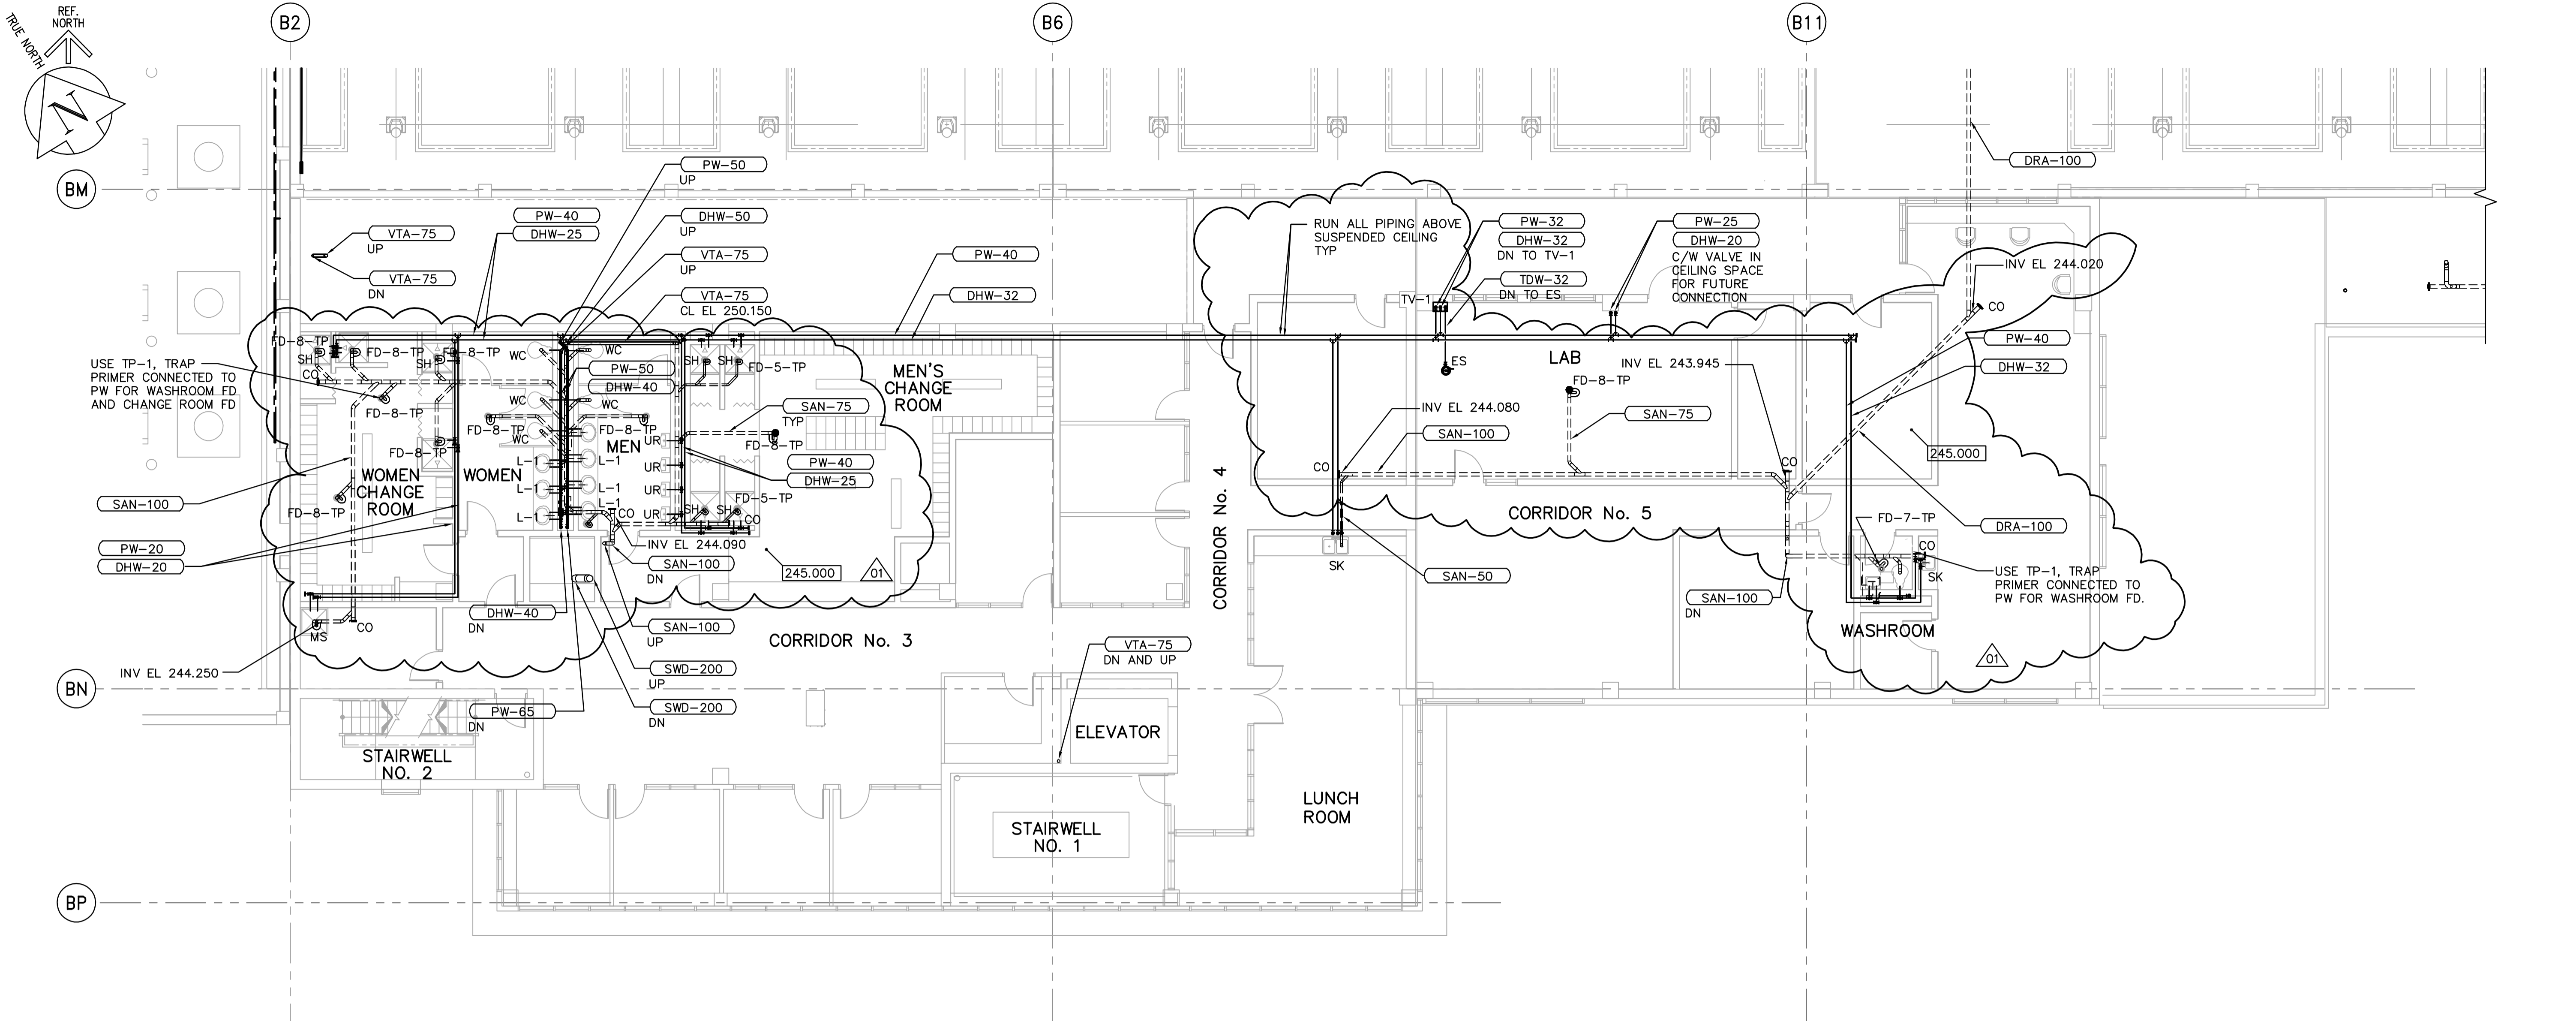 REF.
NORTH
TRUE NORTH
N
B2
B6
B11
BM
BN
BP
PW-50
UP
DHW-50
UP
VTA-75
UP
VTA-75
CL EL 250.150
PW-40
DHW-25
VTA-75
UP
VTA-75
DN
PW-40
DHW-32
RUN ALL PIPING ABOVE
SUSPENDED CEILING
TYP
PW-32
DHW-32
DN TO TV-1
TDW-32
DN TO ES
PW-25
DHW-20
C/W VALVE IN
CEILING SPACE
FOR FUTURE
CONNECTION
DRA-100
INV EL 244.020
CO
PW-40
DHW-32
TV-1
ES
LAB
INV EL 243.945
FD-8-TP
SAN-75
INV EL 244.080
SAN-100
CO
CO
245.000
CORRIDOR No. 5
DRA-100
FD-7-TP
CO
SK
USE TP-1, TRAP
PRIMER CONNECTED TO
PW FOR WASHROOM FD.
SAN-100
DN
WASHROOM
01
SK
SAN-50
CORRIDOR No. 4
USE TP-1, TRAP
PRIMER CONNECTED TO
PW FOR WASHROOM FD
AND CHANGE ROOM FD
FD-8-TP
SH
FD-8-TP
SH
FD-8-TP
CO
FD-8-TP
FD-8-TP
WC
WC
WC
WC
WC
PW-50
DHW-40
SH
SH
FD-5-TP
MEN'S
CHANGE
ROOM
SAN-75
TYP
FD-8-TP
FD-8-TP
FD-8-TP
MEN
UR
UR
UR
UR
L-1
L-1
L-1
L-1
L-1
L-1
PW-40
DHW-25
FD-5-TP
SH
SH
CO
CO
WOMEN
CHANGE
ROOM
WOMEN
FD-8-TP
SAN-100
PW-20
DHW-20
INV EL 244.090
SAN-100
DN
245.000
01
DHW-40
DN
SAN-100
UP
CORRIDOR No. 3
MS
CO
INV EL 244.250
SWD-200
UP
SWD-200
DN
PW-65
DN
VTA-75
DN AND UP
ELEVATOR
STAIRWELL
NO. 2
STAIRWELL
NO. 1
LUNCH
ROOM